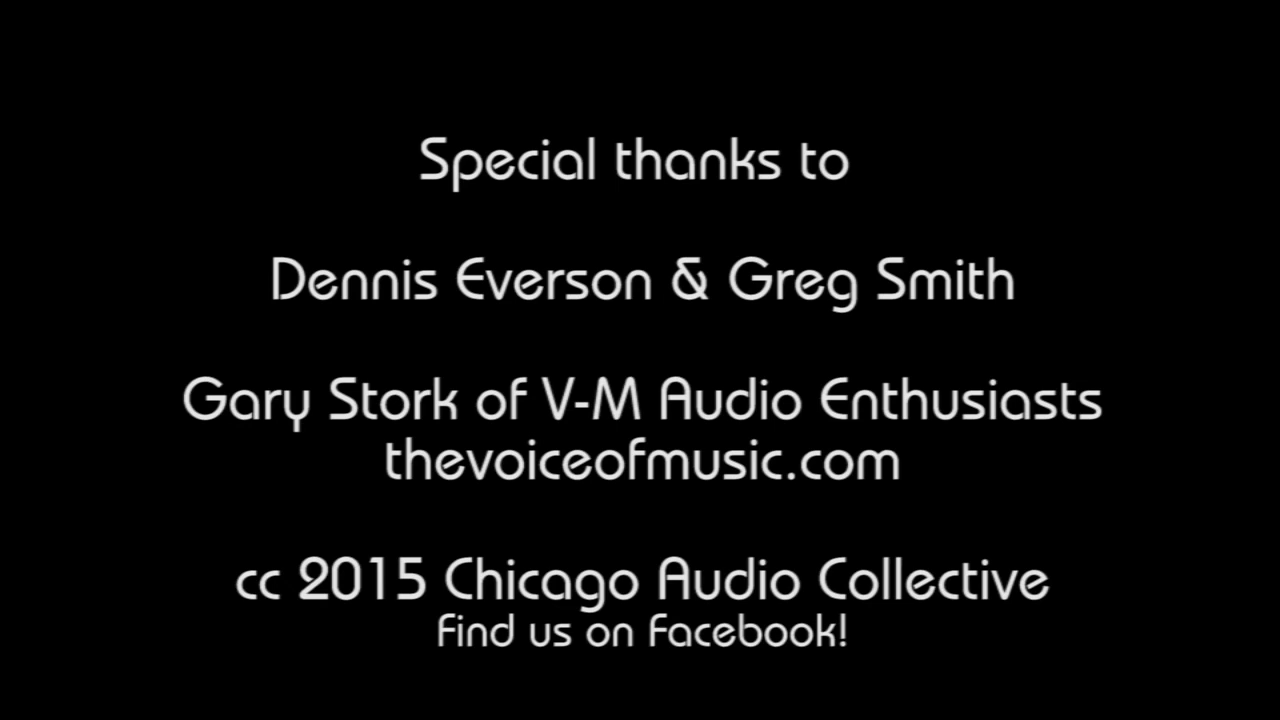 Special thanks to
Dennis Everson & Greg Smith
Gary Stork of V-M Audio Enthusiasts
thevoiceofmusic.com
cc 2015 Chicago Audio Collective
Find us on Facebook!